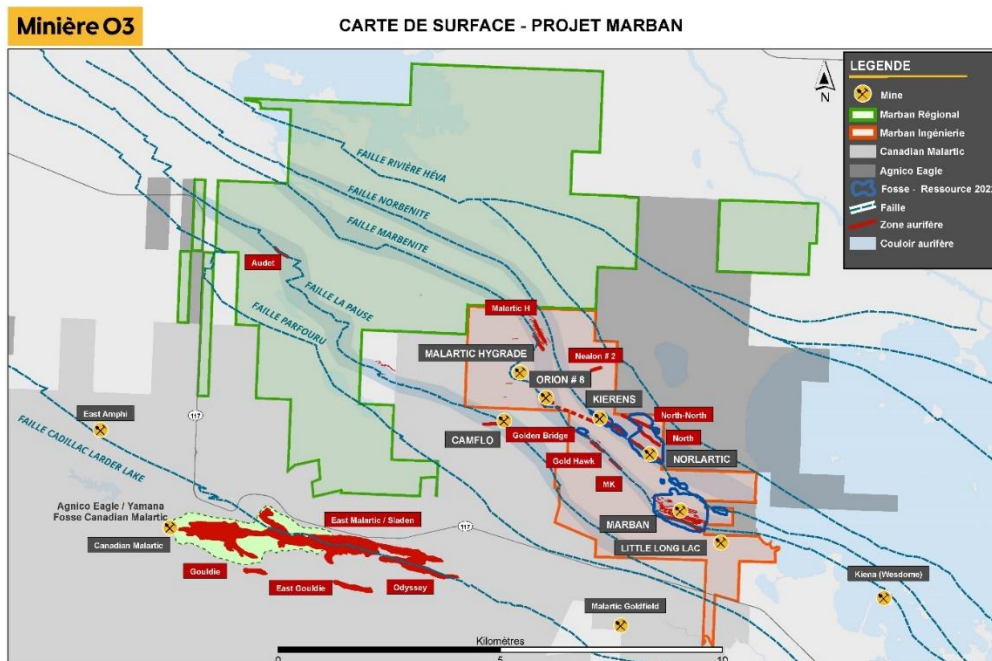 Minière O3
CARTE DE SURFACE - PROJET MARBAN
LEGENDE
Mine
Marban Régional
Marban Ingénierie
Canadian Malartic
Agnico Eagle
Fosse - Ressource 2022
Faille
Zone aurifère
Couloir aurifère
N
FAILLE RIVIÈRE HÉVA
FAILLE NORBENITE
FAILLE MARBENITE
Audet
FAILLE LA PAUSE
FAILLE PARFOURU
Malartic H
MALARTIC HYGRADE
Nealon # 2
ORION # 8
KIERENS
117
East Amphi
North-North
CAMFLO
Golden Bridge
North
FAILLE CADILLAC LARDER LAKE
Gold Hawk
NORLARTIC
MK
Agnico Eagle / Yamana
Fosse Canadian Malartic
East Malartic / Sladen
117
MARBAN
Canadian Malartic
LITTLE LONG LAC
Gouldie
East Gouldie
Odyssey
Kiena (Wesdome)
Malartic Goldfield
Kilomètres
0
5
10